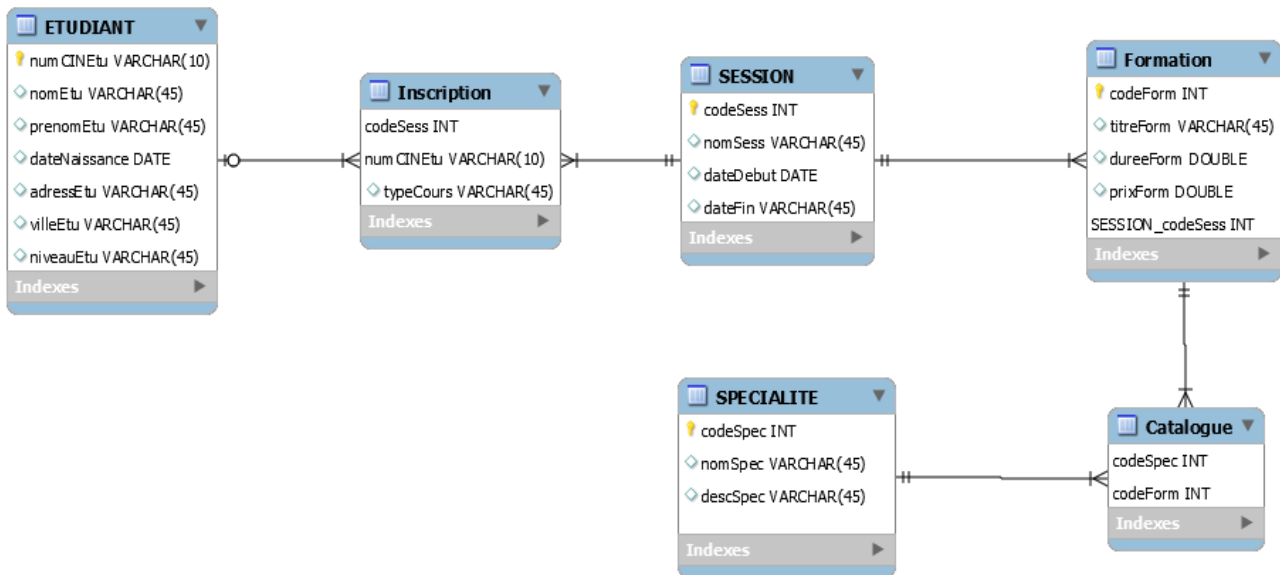 ETUDIANT
numCINEtu VARCHAR(10)
nomEtu VARCHAR(45)
prenomEtu VARCHAR(45)
dateNaissance DATE
adressEtu VARCHAR(45)
villeEtu VARCHAR(45)
niveauEtu VARCHAR(45)
Indexes
Inscription
codeSess INT
numCINEtu VARCHAR(10)
typeCours VARCHAR(45)
Indexes
SESSION
codeSess INT
nomSess VARCHAR(45)
dateDebut DATE
dateFin VARCHAR(45)
Indexes
Formation
codeForm INT
titreForm VARCHAR(45)
dureeForm DOUBLE
prixForm DOUBLE
SESSION_codeSess INT
Indexes
SPECIALITE
codeSpec INT
nomSpec VARCHAR(45)
descSpec VARCHAR(45)
Indexes
Catalogue
codeSpec INT
codeForm INT
Indexes